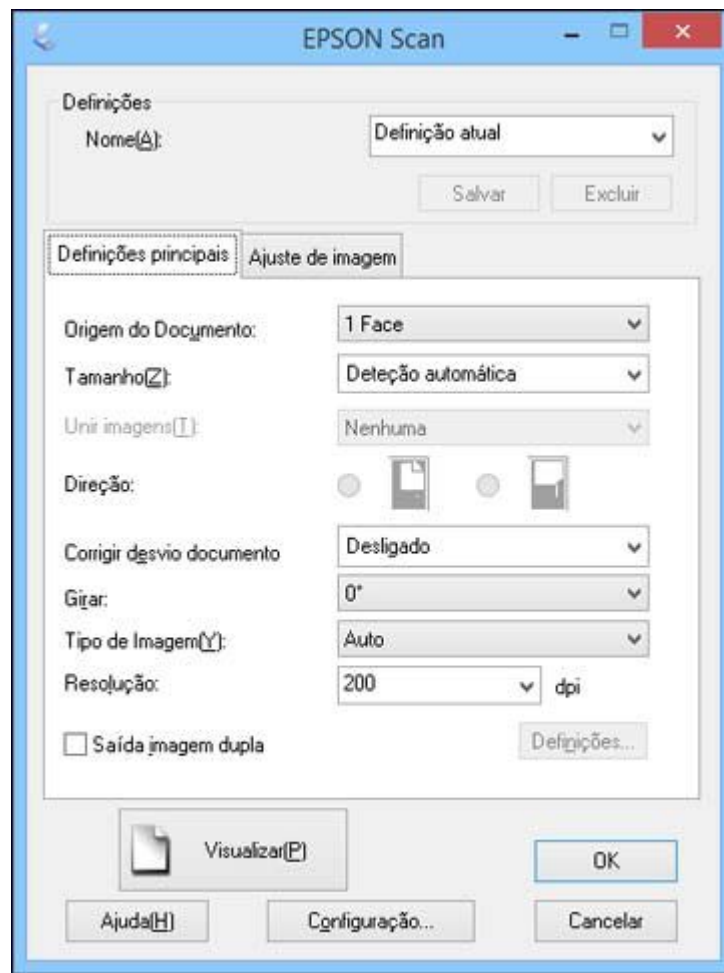 EPSON Scan
Definições
Nome(A): Definição atual
Salvar Excluir
Definições principais Ajuste de imagem
Origem do Documento: 1 Face
Tamanho(Z): Deteção automática
Unir imagens(T): Nenhuma
Direção:
Corrigir desvio documento Desligado
Girar: 0°
Tipo de Imagem(Y): Auto
Resolução: 200 dpi
Saída imagem dupla Definições...
Visualizar(P)
OK
Ajuda(H) Configuração... Cancelar